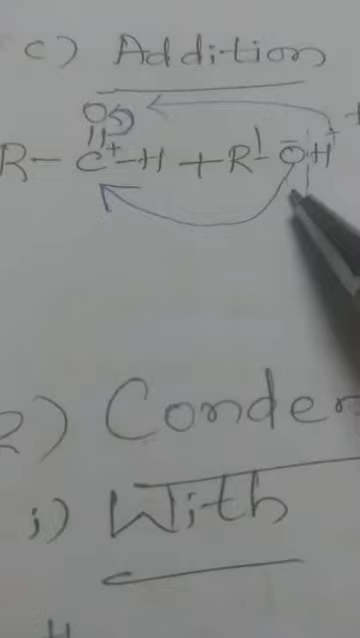 c) Addition
O
R-C⁺-H + R'-OH +
2) Conden
i) With
H